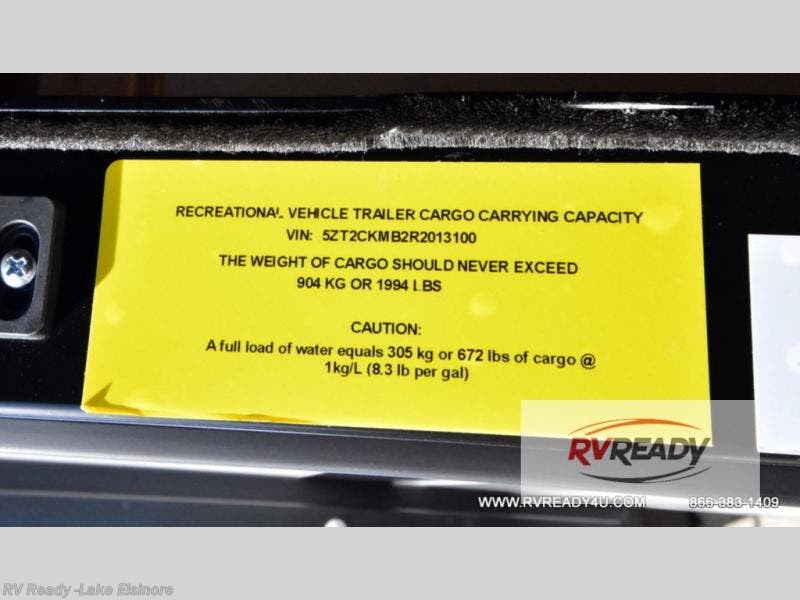 RECREATIONAL VEHICLE TRAILER CARGO CARRYING CAPACITY
VIN: 5ZT2CKMB2R2013100
THE WEIGHT OF CARGO SHOULD NEVER EXCEED
904 KG OR 1994 LBS
CAUTION:
A full load of water equals 305 kg or 672 lbs of cargo @
1kg/L (8.3 lb per gal)
RVREADY
WWW.RVREADY4U.COM 866-383-1409
RV Ready -Lake Elsinore